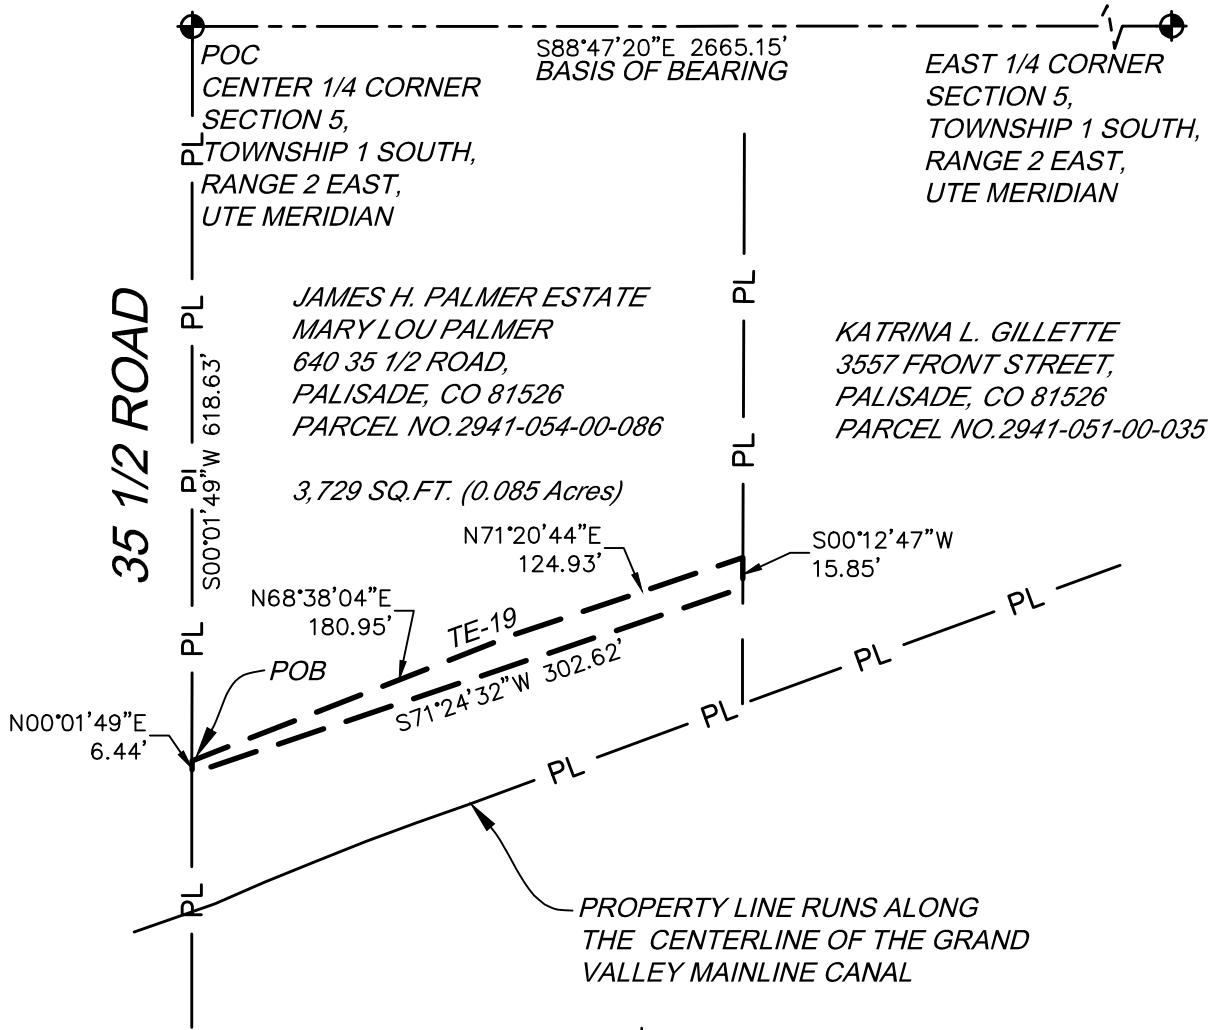 S88°47'20"E 2665.15'
BASIS OF BEARING
POC
CENTER 1/4 CORNER
SECTION 5,
TOWNSHIP 1 SOUTH,
RANGE 2 EAST,
UTE MERIDIAN
EAST 1/4 CORNER
SECTION 5,
TOWNSHIP 1 SOUTH,
RANGE 2 EAST,
UTE MERIDIAN
PL
PL
PL
PL
35 1/2 ROAD
S00°01'49"W 618.63'
JAMES H. PALMER ESTATE
MARY LOU PALMER
640 35 1/2 ROAD,
PALISADE, CO 81526
PARCEL NO.2941-054-00-086
3,729 SQ.FT. (0.085 Acres)
KATRINA L. GILLETTE
3557 FRONT STREET,
PALISADE, CO 81526
PARCEL NO.2941-051-00-035
PL
PL
N71°20'44"E
124.93'
S00°12'47"W
15.85'
N68°38'04"E
180.95'
TE-19
S71°24'32"W 302.62'
POB
N00°01'49"E
6.44'
PL
PL
PL
PL
PL
PROPERTY LINE RUNS ALONG
THE CENTERLINE OF THE GRAND
VALLEY MAINLINE CANAL